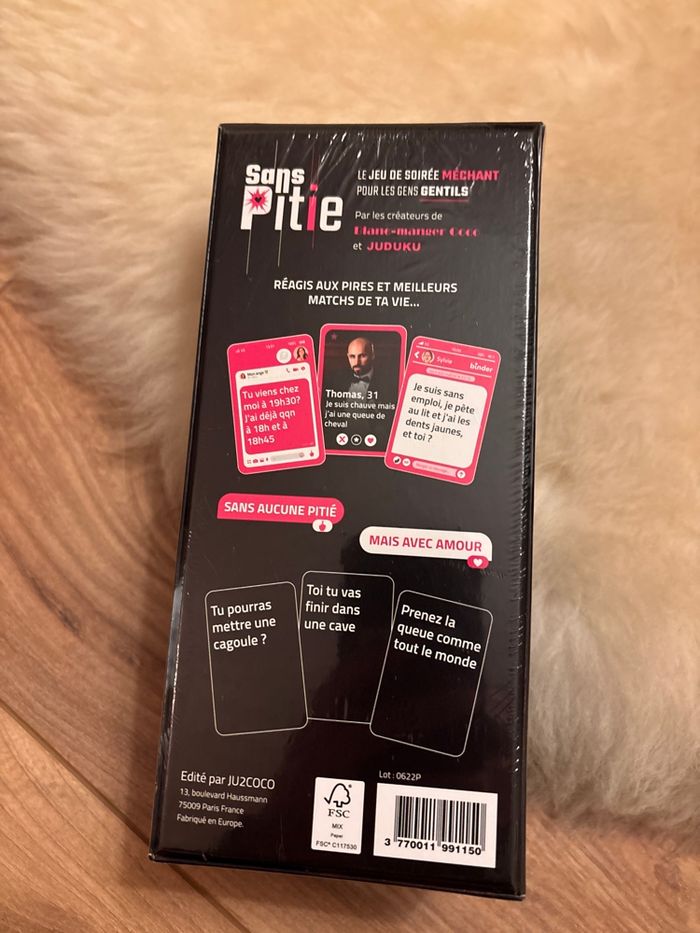 Sans
Pitie
LE JEU DE SOIRÉE MÉCHANT
POUR LES GENS GENTILS
Par les créateurs de
Blanc-manger Coco
et JUDUKU
RÉAGIS AUX PIRES ET MEILLEURS
MATCHS DE TA VIE...
Mon ange
Tu viens chez
moi à 19h30?
J'ai déjà qqn
à 18h et à
18h45
Thomas, 31
Je suis chauve mais
j'ai une queue de
cheval
Sylvie
binder
Je suis sans
emploi, je pète
au lit et j'ai les
dents jaunes,
et toi ?
SANS AUCUNE PITIÉ
MAIS AVEC AMOUR
Tu pourras
mettre une
cagoule ?
Toi tu vas
finir dans
une cave
Prenez la
queue comme
tout le monde
Edité par JU2COCO
13, boulevard Haussmann
75009 Paris France
Fabriqué en Europe.
FSC
MIX
Paper
FSC® C117530
Lot : 0622P
3 770011 991150